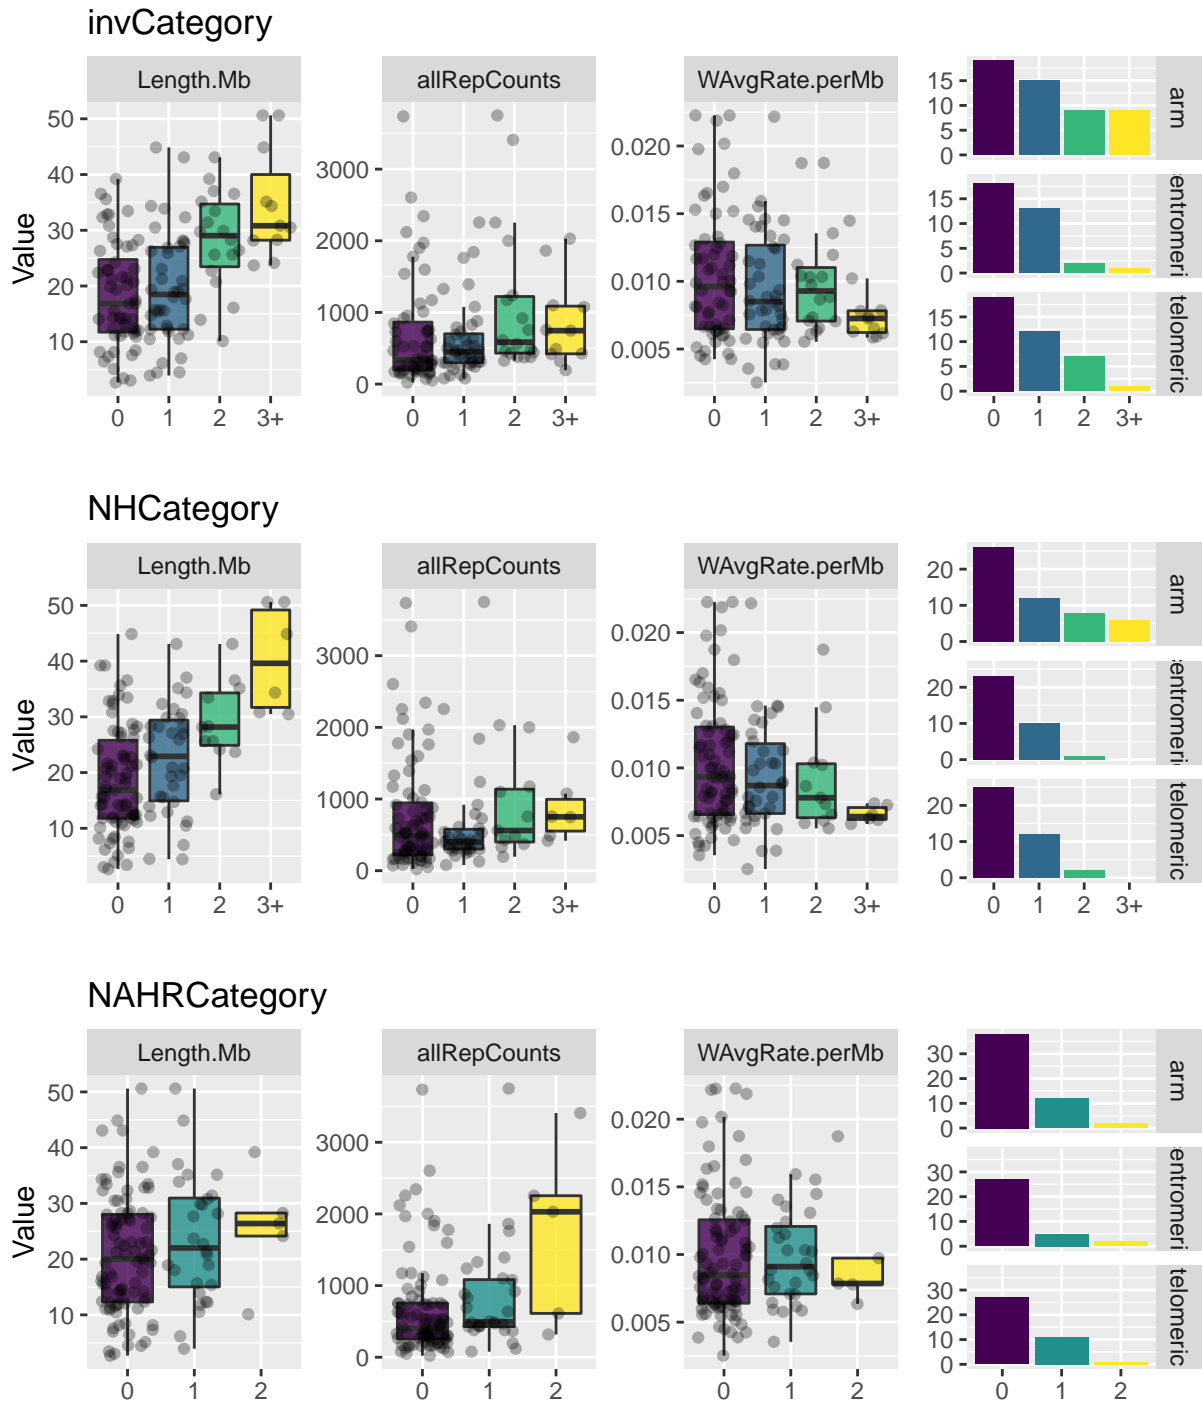 invCategory
Length.Mb allRepCounts WAvgRate.perMb
Value
50
40
30
20
10
0 1 2 3+
3000
2000
1000
0
0 1 2 3+
0.020
0.015
0.010
0.005
0 1 2 3+
15
10
5
0
arm
15
10
5
0
entromeri
15
10
5
0
telomeric
0 1 2 3+
NHCategory
Length.Mb allRepCounts WAvgRate.perMb
Value
50
40
30
20
10
0 1 2 3+
3000
2000
1000
0
0 1 2 3+
0.020
0.015
0.010
0.005
0 1 2 3+
20
10
0
arm
20
10
0
entromeri
20
10
0
telomeric
0 1 2 3+
NAHRCategory
Length.Mb allRepCounts WAvgRate.perMb
Value
50
40
30
20
10
0 1 2
3000
2000
1000
0
0 1 2
0.020
0.015
0.010
0.005
0 1 2
30
20
10
0
arm
30
20
10
0
entromeri
30
20
10
0
telomeric
0 1 2